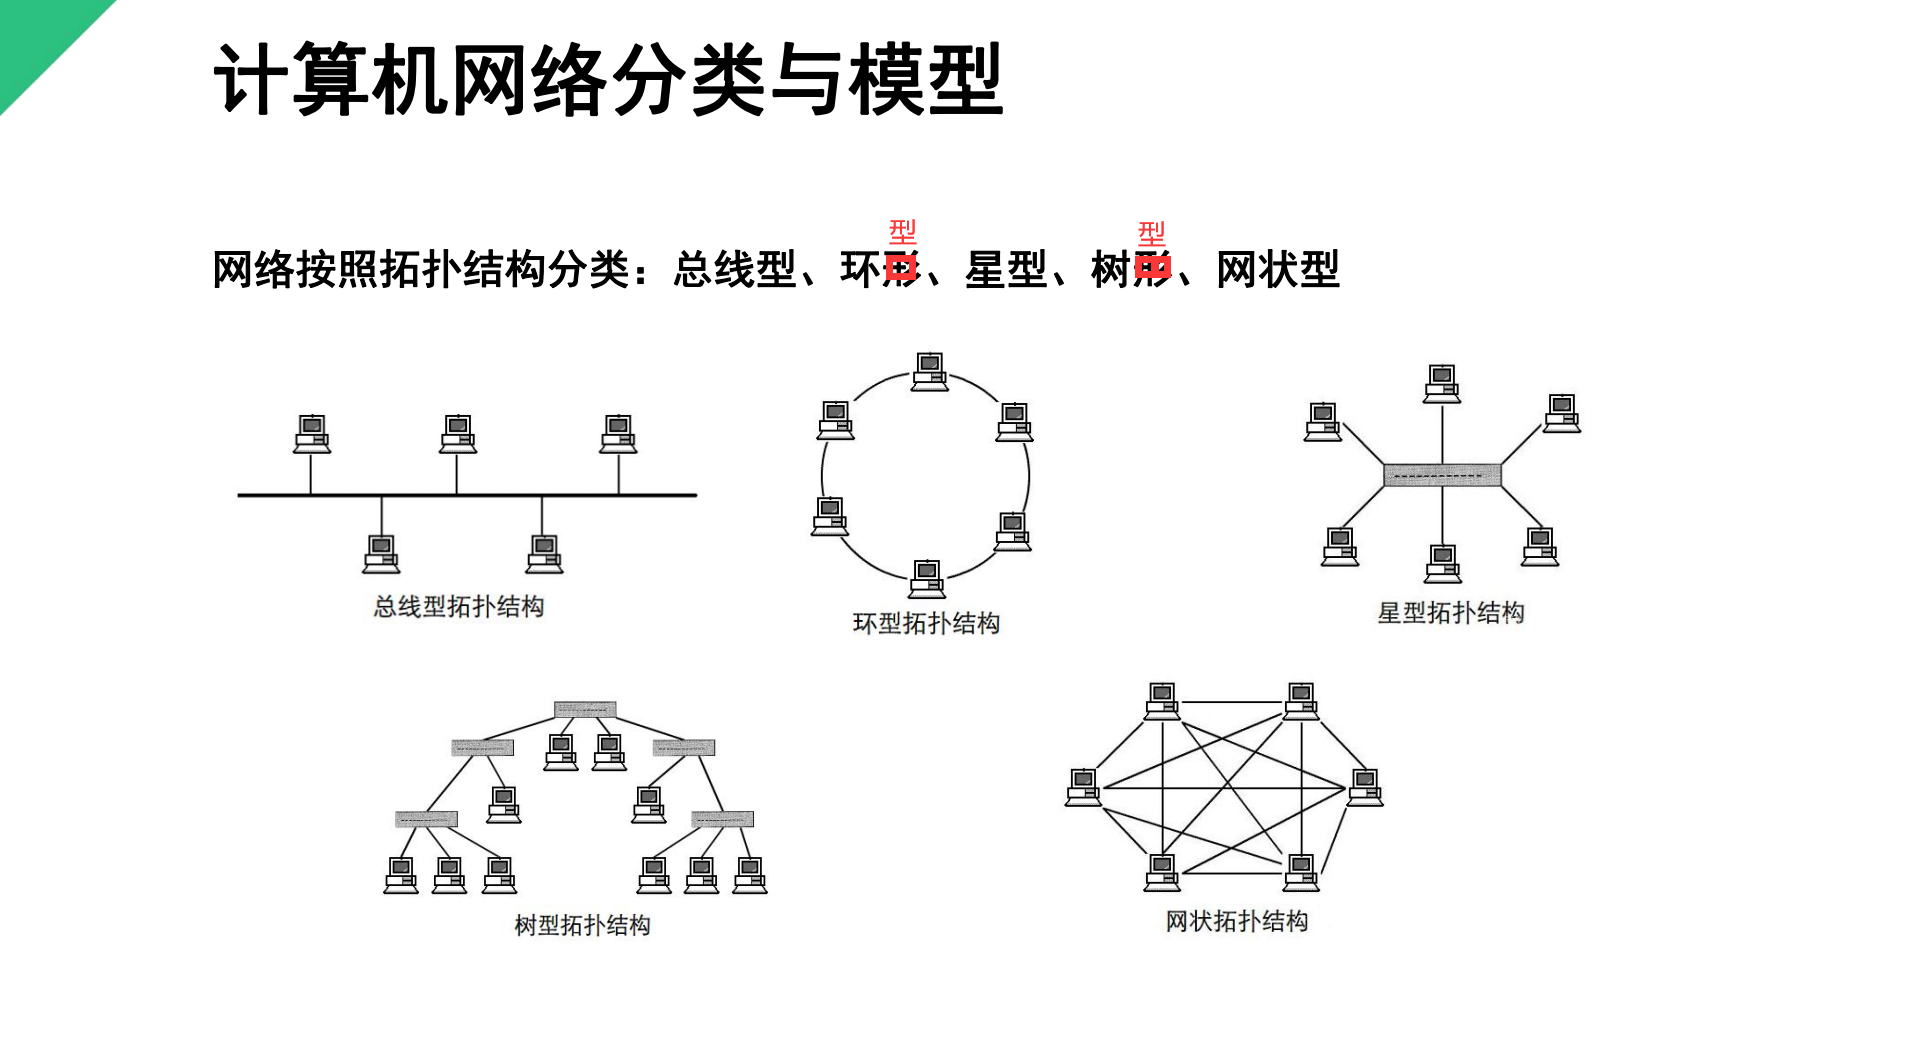 计算机网络分类与模型
型 型
网络按照拓扑结构分类：总线型、环形、星型、树形、网状型
总线型拓扑结构
环型拓扑结构
星型拓扑结构
树型拓扑结构
网状拓扑结构